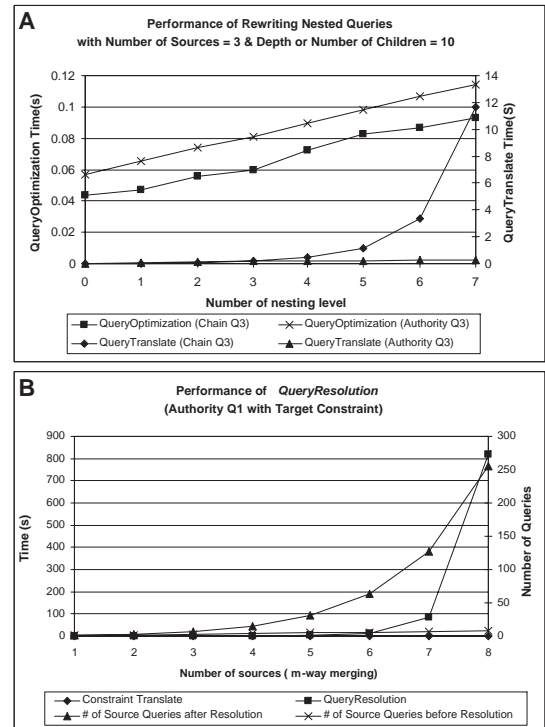 A
Performance of Rewriting Nested Queries
with Number of Sources = 3 & Depth or Number of Children = 10
QueryOptimization Time(s)
0.12
0.1
0.08
0.06
0.04
0.02
0
14
12
10
8
6
4
2
0
QueryTranslate Time(S)
0 1 2 3 4 5 6 7
Number of nesting level
QueryOptimization (Chain Q3) QueryOptimization (Authority Q3)
QueryTranslate (Chain Q3) QueryTranslate (Authority Q3)
B
Performance of QueryResolution
(Authority Q1 with Target Constraint)
Time (s)
900
800
700
600
500
400
300
200
100
0
300
250
200
150
100
50
0
Number of Queries
1 2 3 4 5 6 7 8
Number of sources ( m-way merging)
Constraint Translate QueryResolution
# of Source Queries after Resolution # of Source Queries before Resolution